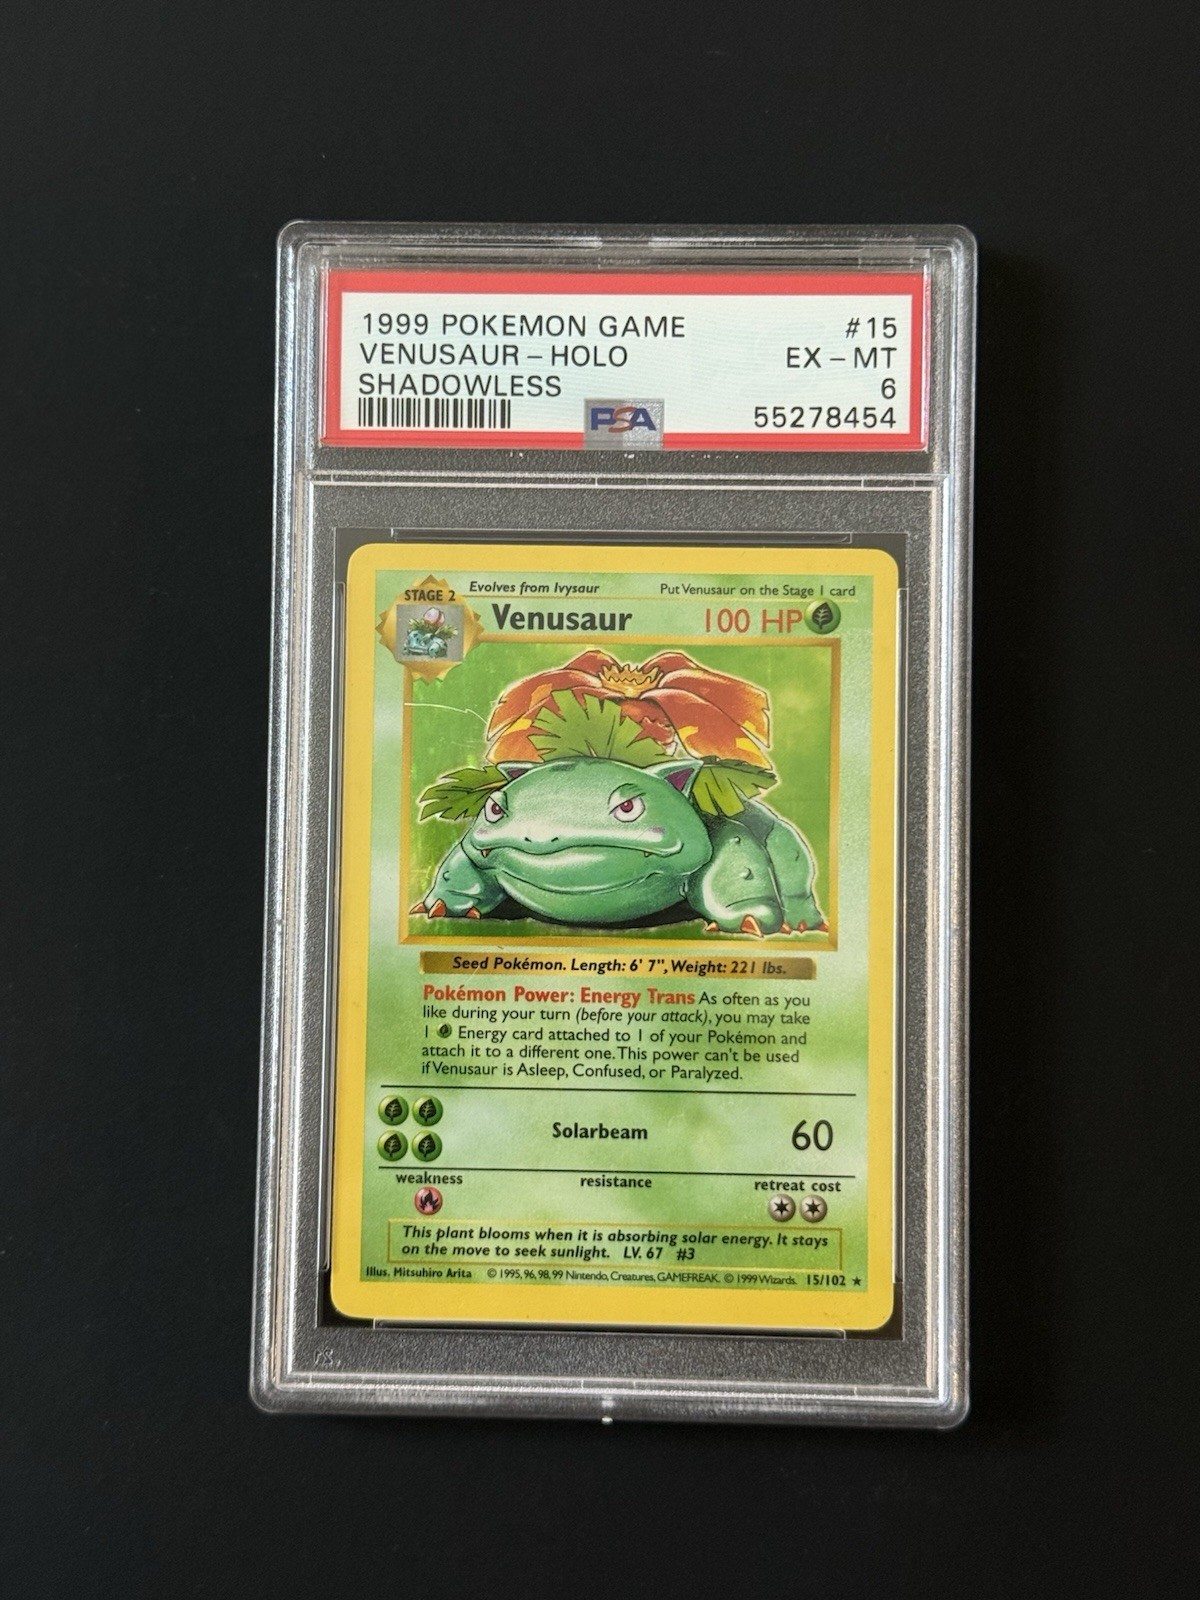 1999 POKEMON GAME #15
VENUSAUR - HOLO EX - MT
SHADOWLESS 6
PSA 55278454
Evolves from Ivysaur Put Venusaur on the Stage 1 card
STAGE 2
Venusaur 100 HP
Seed Pokémon. Length: 6' 7", Weight: 221 lbs.
Pokémon Power: Energy Trans As often as you
like during your turn (before your attack), you may take
1 Energy card attached to 1 of your Pokémon and
attach it to a different one. This power can't be used
if Venusaur is Asleep, Confused, or Paralyzed.
Solarbeam 60
weakness resistance retreat cost
This plant blooms when it is absorbing solar energy. It stays
on the move to seek sunlight. LV. 67 #3
Illus. Mitsuhiro Arita © 1995, 96, 98, 99 Nintendo, Creatures, GAMEFREAK. © 1999 Wizards. 15/102 ★